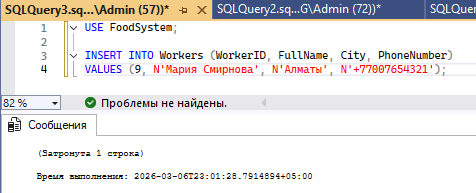 SQLQuery3.sq...\Admin (57))* SQLQuery2.sq...G\Admin (72))* SQLQuery
1 USE FoodSystem;
2
3 INSERT INTO Workers (WorkerID, FullName, City, PhoneNumber)
4 VALUES (9, N'Мария Смирнова', N'Алматы', N'+77007654321');
82 % Проблемы не найдены.
Сообщения
(Затронута 1 строка)
Время выполнения: 2026-03-06T23:01:28.7914894+05:00